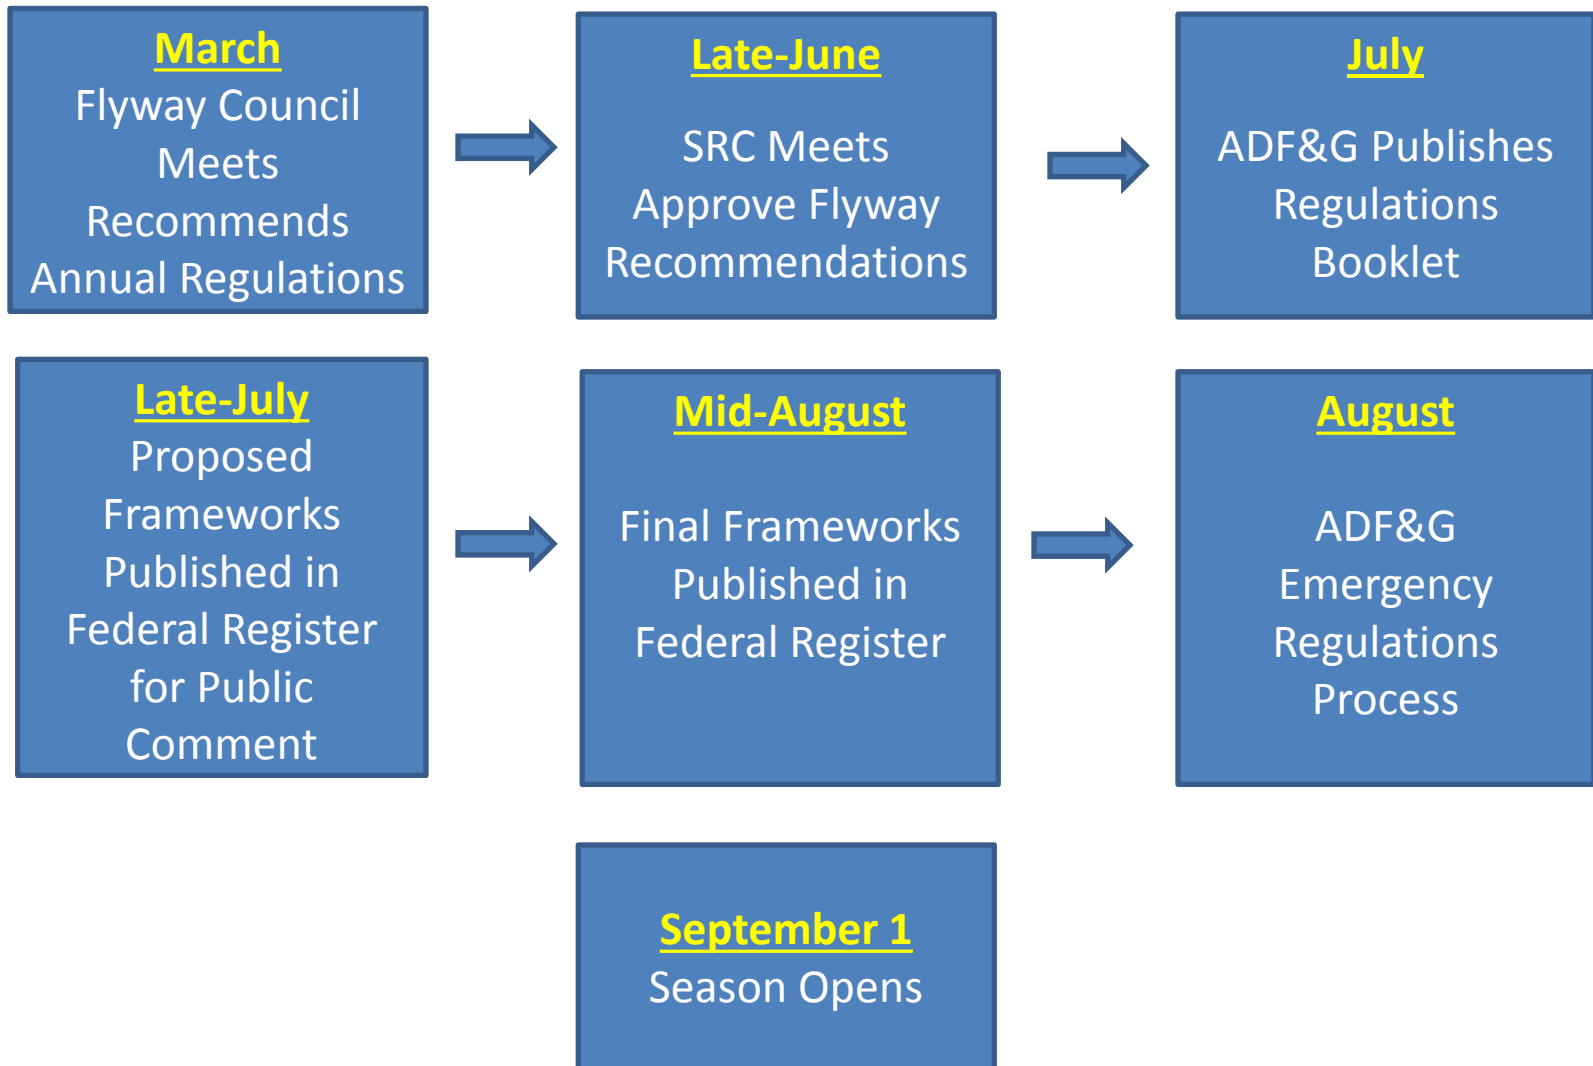 March
Flyway Council
Meets
Recommends
Annual Regulations
Late-June
SRC Meets
Approve Flyway
Recommendations
July
ADF&G Publishes
Regulations
Booklet
Late-July
Proposed
Frameworks
Published in
Federal Register
for Public
Comment
Mid-August
Final Frameworks
Published in
Federal Register
August
ADF&G
Emergency
Regulations
Process
September 1
Season Opens